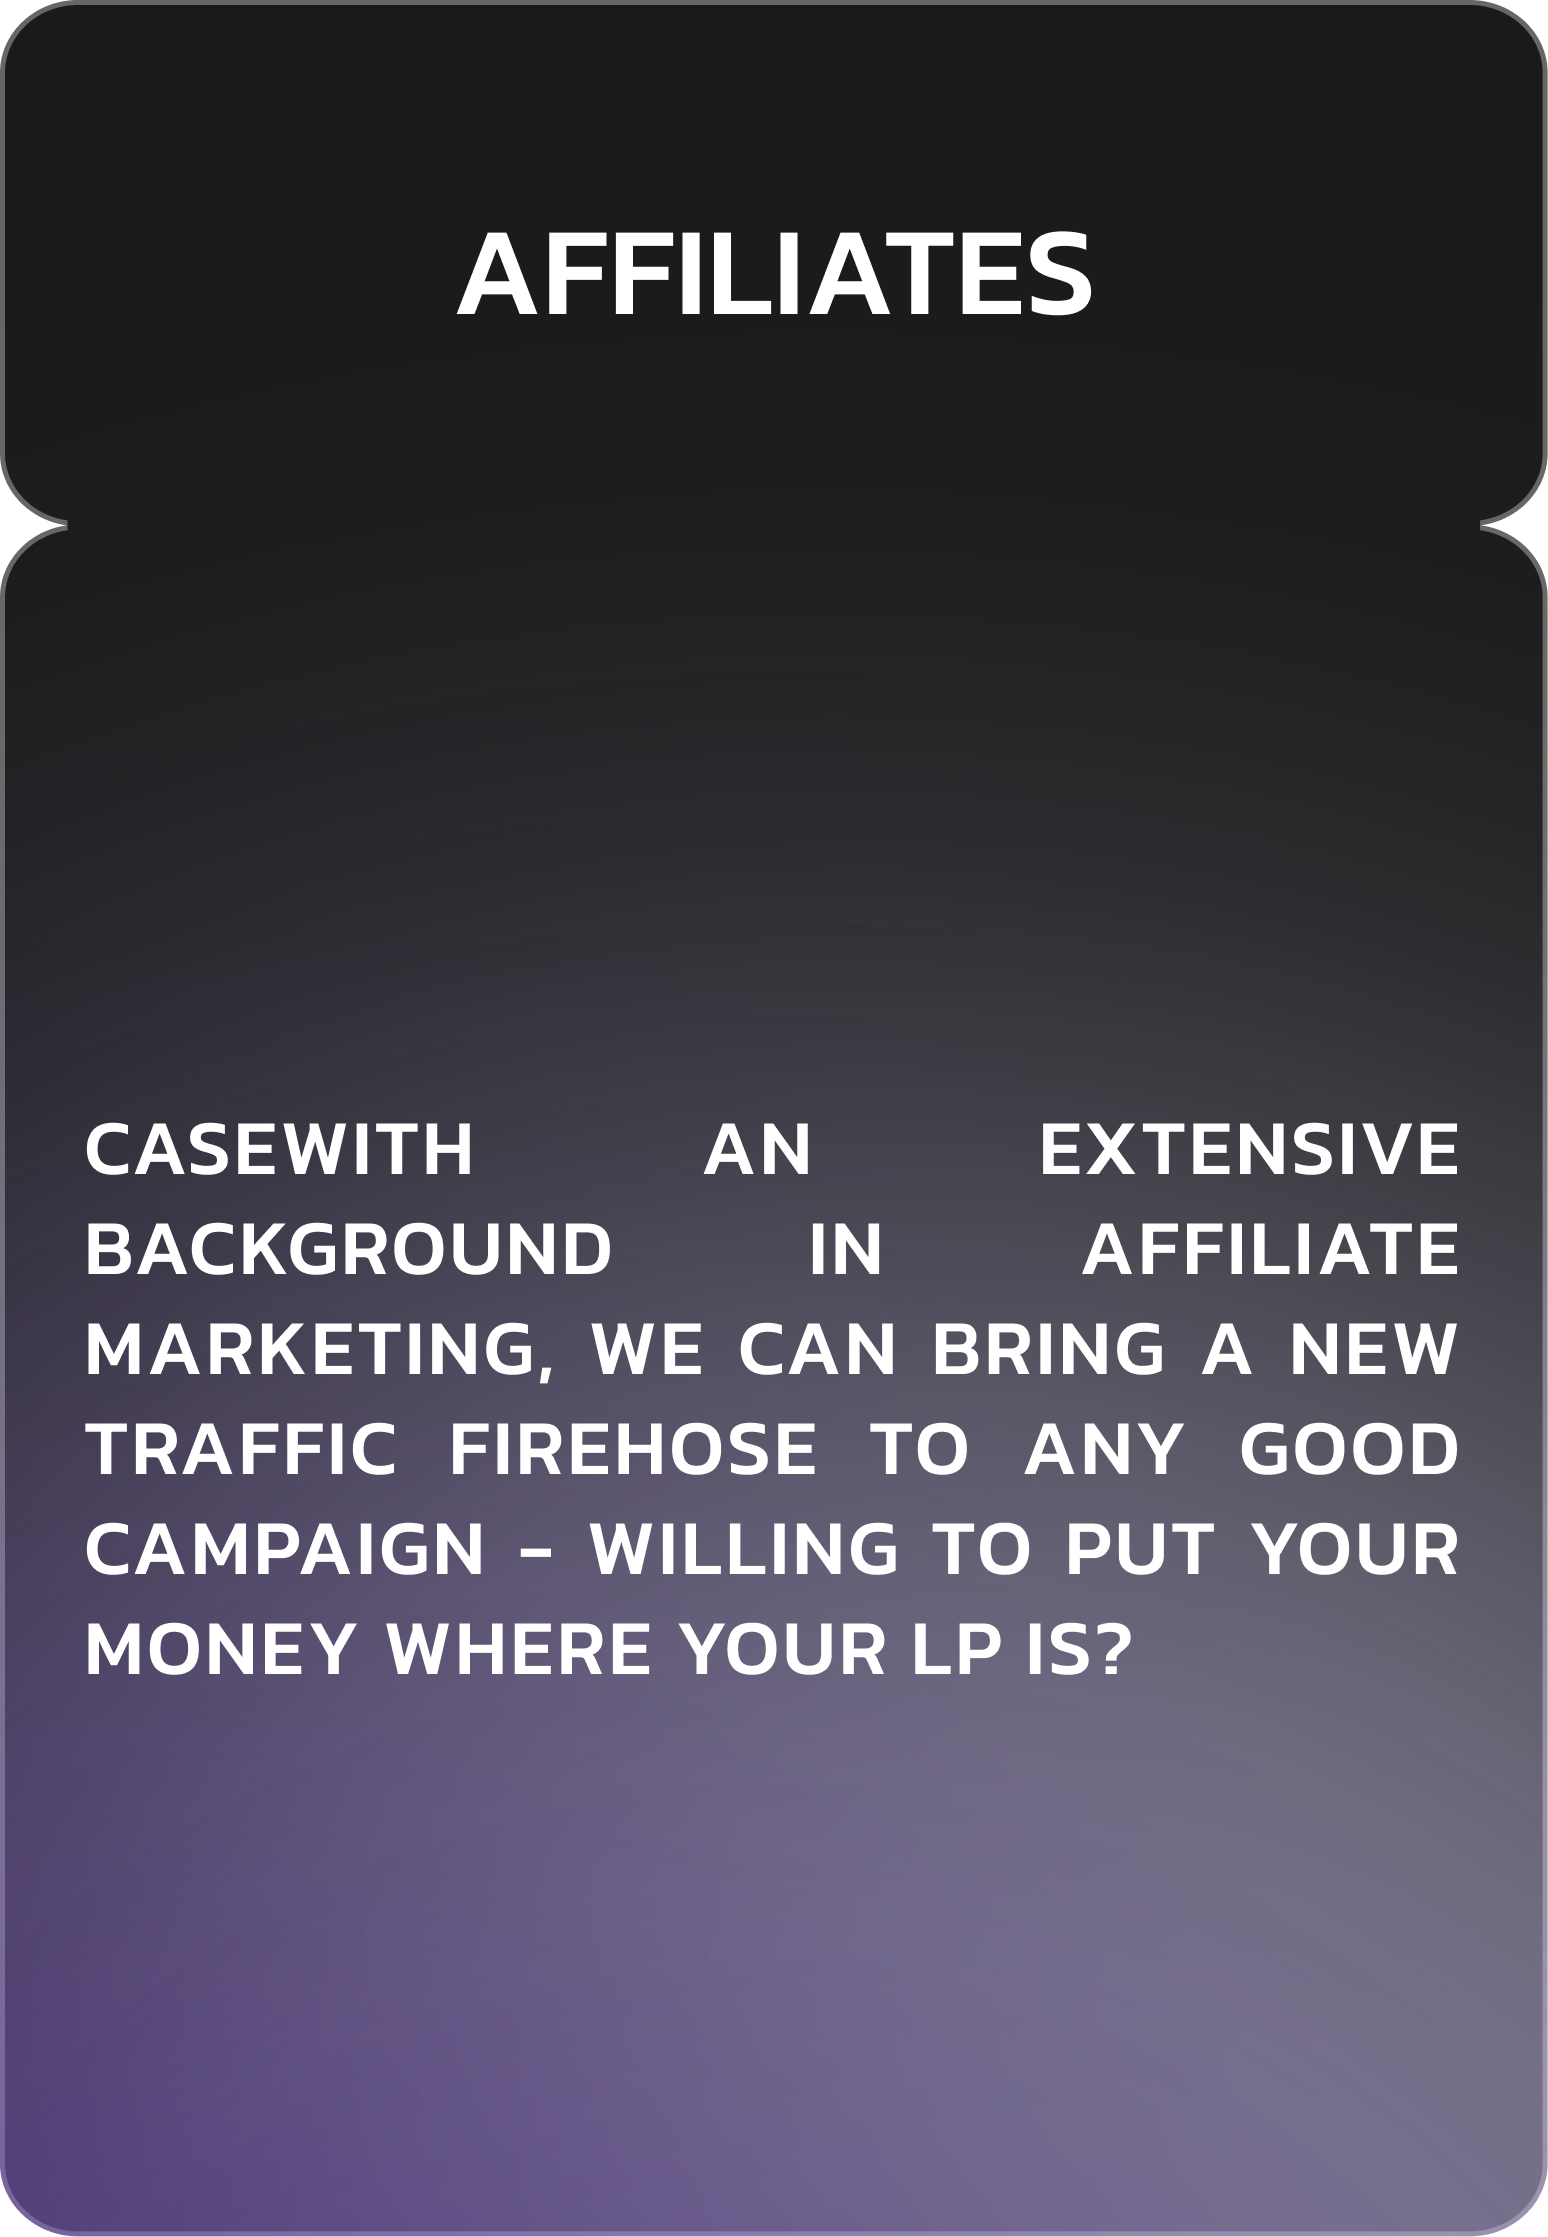 AFFILIATES
CASEWITH AN EXTENSIVE
BACKGROUND IN AFFILIATE
MARKETING, WE CAN BRING A NEW
TRAFFIC FIREHOSE TO ANY GOOD
CAMPAIGN – WILLING TO PUT YOUR
MONEY WHERE YOUR LP IS?